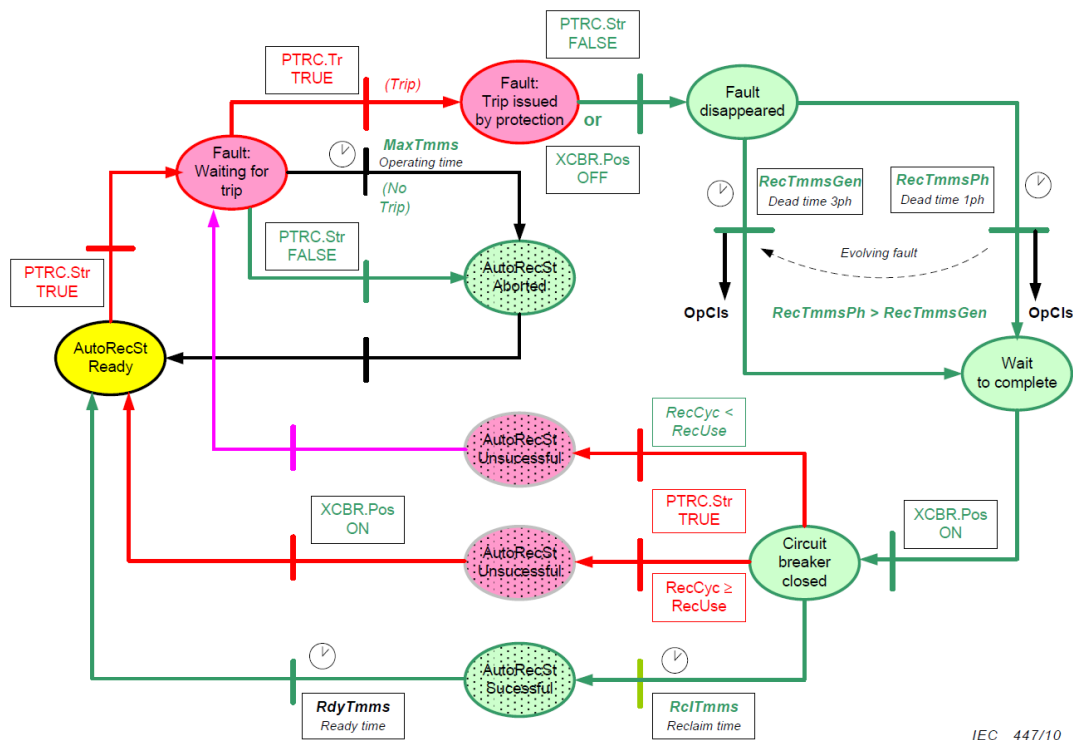 PTRC.Str
FALSE
PTRC.Tr
TRUE
(Trip)
Fault:
Trip issued
by protection
or
Fault
disappeared
XCBR.Pos
OFF
Fault:
Waiting for
trip
MaxTmms
Operating time
(No
Trip)
RecTmmsGen
Dead time 3ph
RecTmmsPh
Dead time 1ph
PTRC.Str
FALSE
PTRC.Str
TRUE
AutoRecSt
Aborted
Evolving fault
OpCls
RecTmmsPh > RecTmmsGen
OpCls
AutoRecSt
Ready
Wait
to complete
AutoRecSt
Unsucessful
RecCyc <
RecUse
XCBR.Pos
ON
PTRC.Str
TRUE
XCBR.Pos
ON
AutoRecSt
Unsucessful
Circuit
breaker
closed
RecCyc ≥
RecUse
AutoRecSt
Sucessful
RdyTmms
Ready time
RclTmms
Reclaim time
IEC 447/10